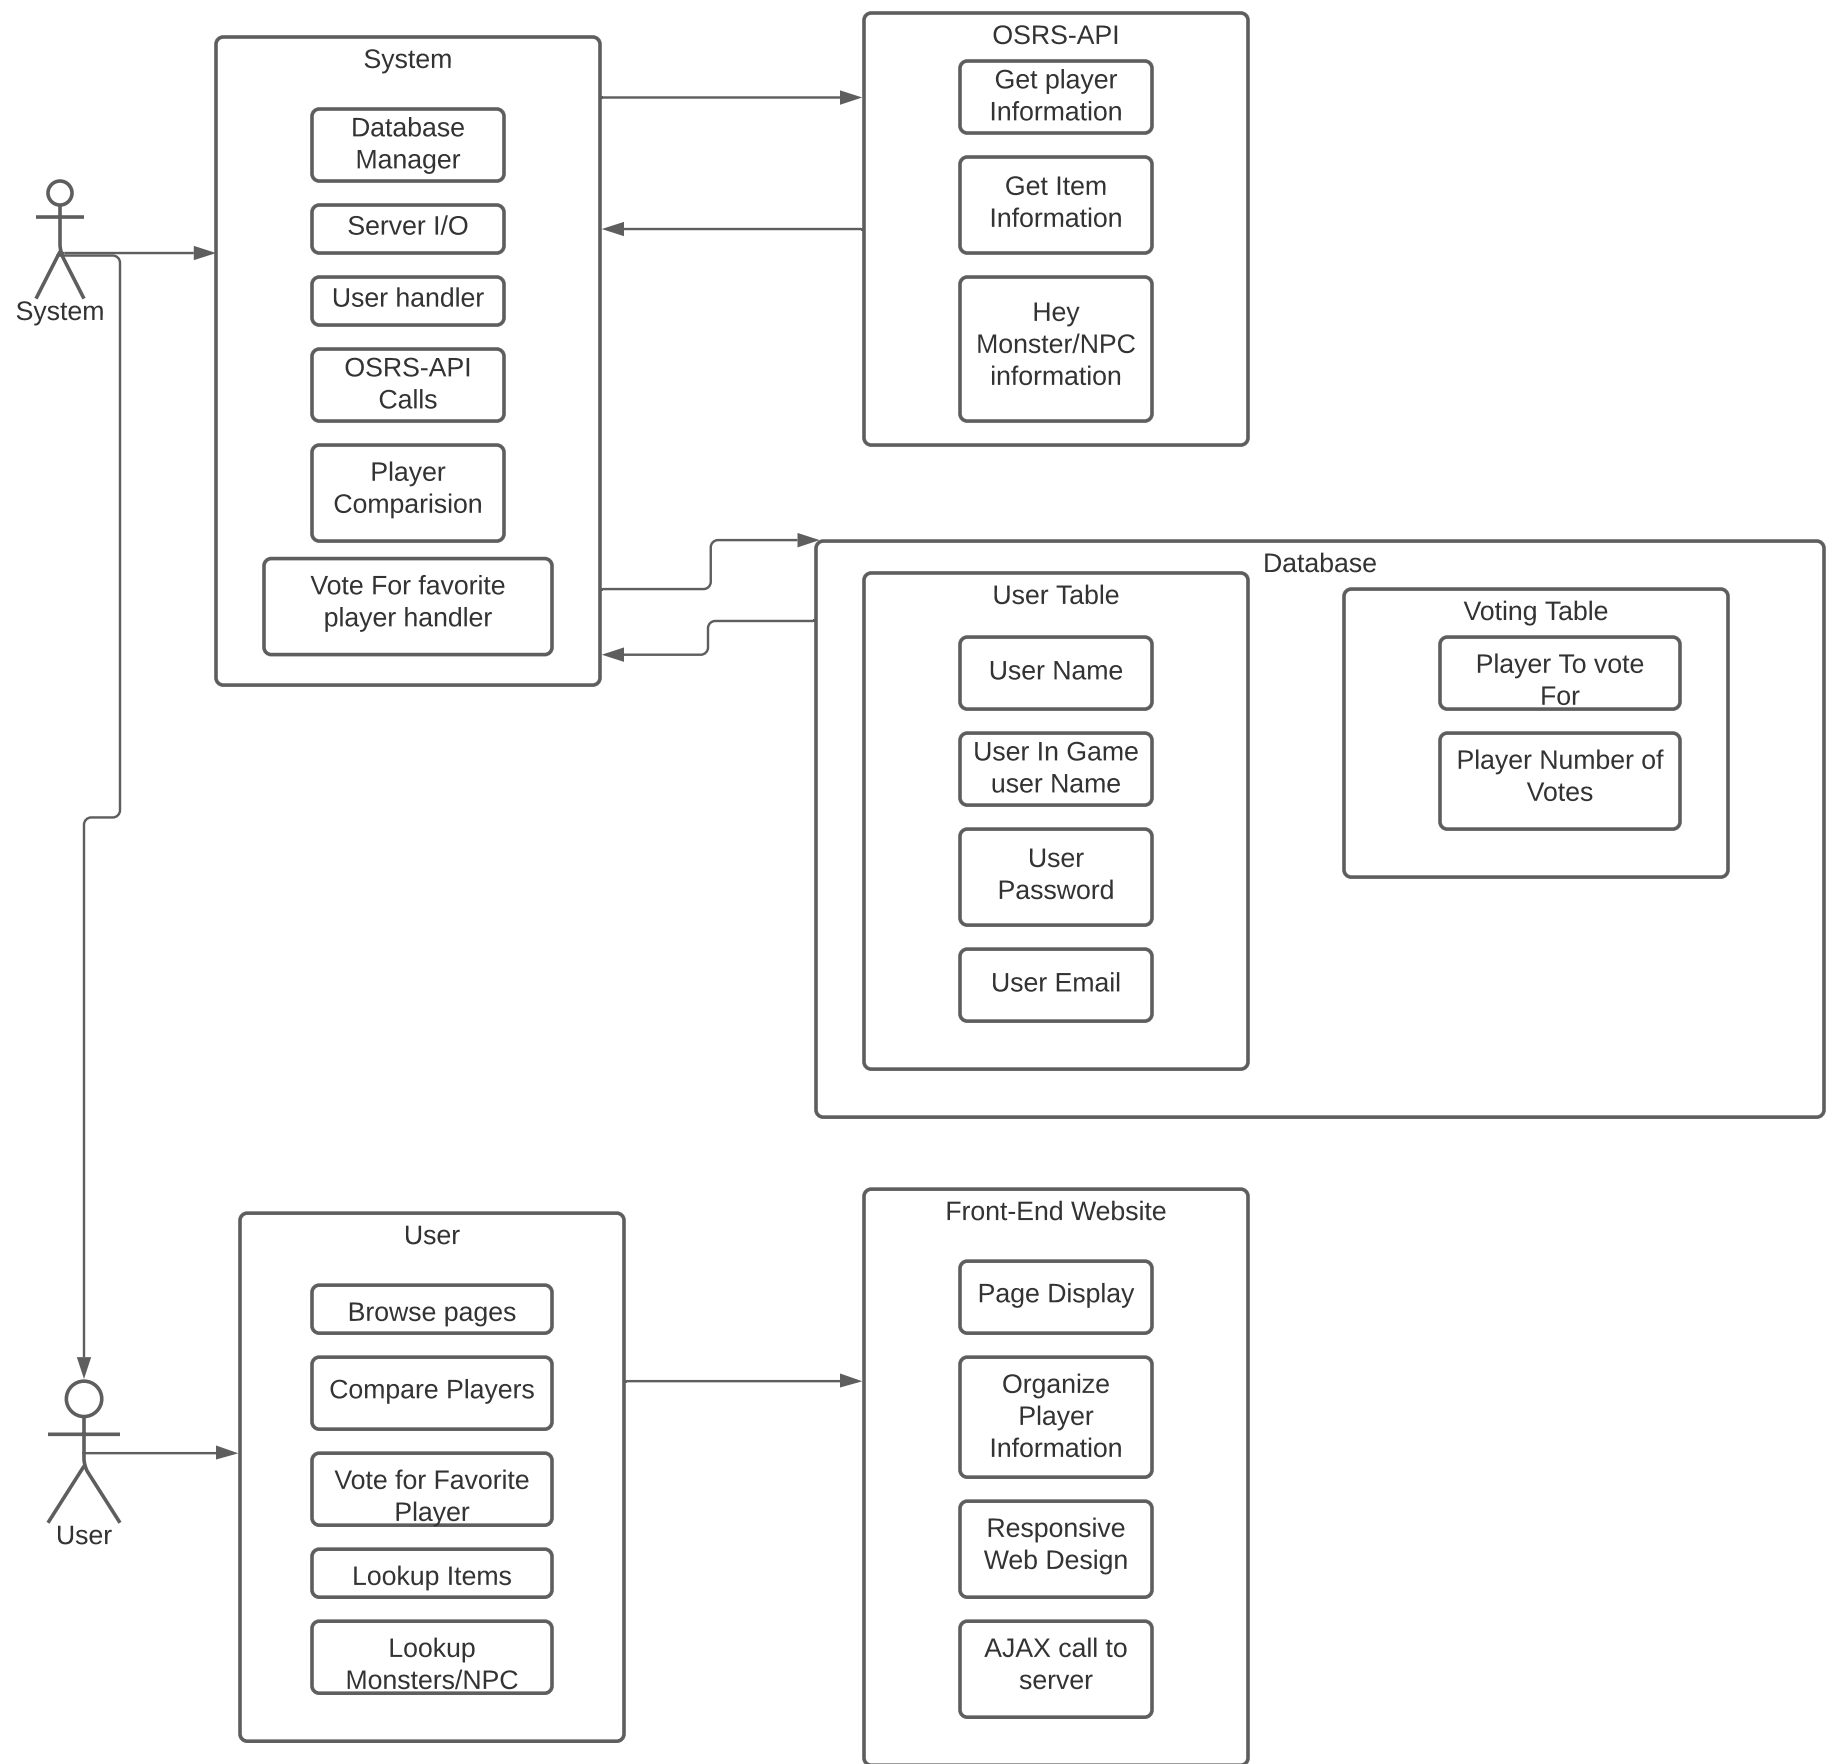 System
System
Database
Manager
Server I/O
User handler
OSRS-API
Calls
Player
Comparision
Vote For favorite
player handler
OSRS-API
Get player
Information
Get Item
Information
Hey
Monster/NPC
information
Database
User Table
User Name
User In Game
user Name
User
Password
User Email
Voting Table
Player To vote
For
Player Number of
Votes
User
User
Browse pages
Compare Players
Vote for Favorite
Player
Lookup Items
Lookup
Monsters/NPC
Front-End Website
Page Display
Organize
Player
Information
Responsive
Web Design
AJAX call to
server